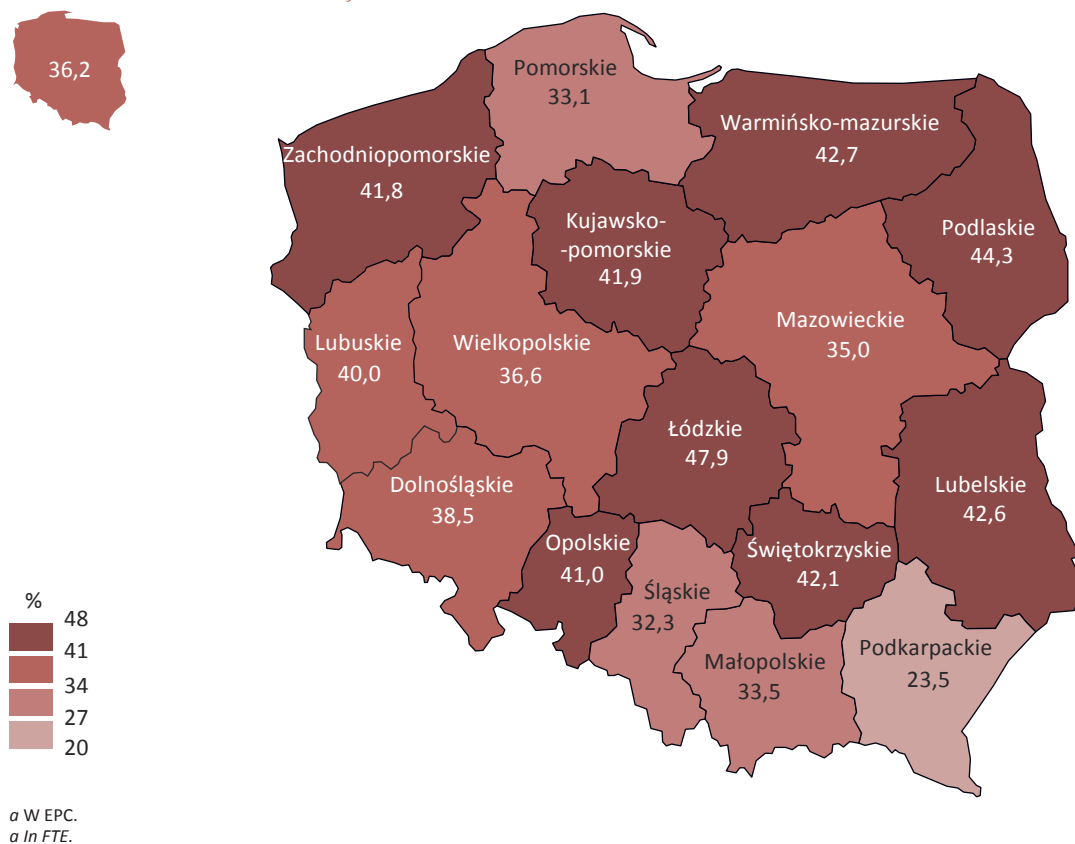 36,2
Pomorskie
33,1
Warmińsko-mazurskie
42,7
Zachodniopomorskie
41,8
Kujawsko-
-pomorskie
41,9
Podlaskie
44,3
Mazowieckie
35,0
Lubuskie
40,0
Wielkopolskie
36,6
Łódzkie
47,9
Dolnośląskie
38,5
Lubelskie
42,6
Opolskie
41,0
Świętokrzyskie
42,1
Śląskie
32,3
Małopolskie
33,5
Podkarpackie
23,5
%
48
41
34
27
20
a W EPC.
a In FTE.